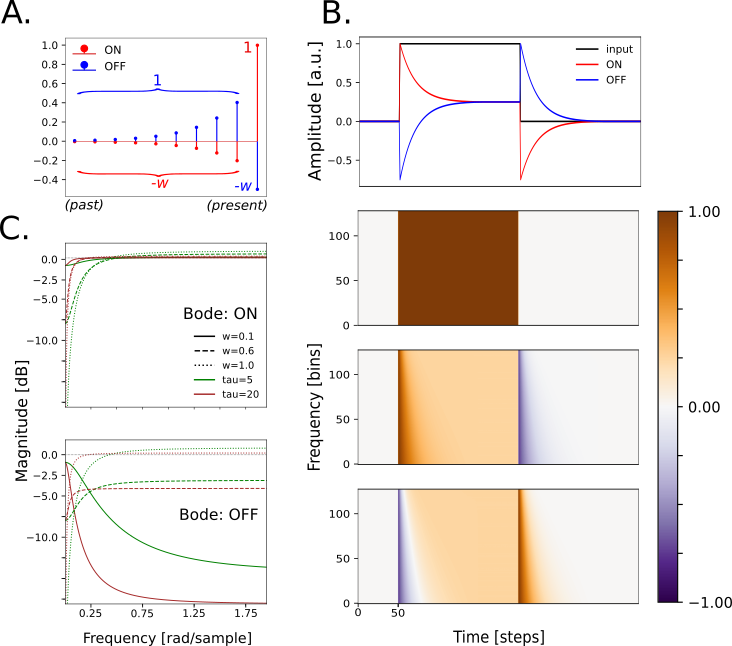 A.
1.0
0.8
0.6
0.4
0.2
0.0
−0.2
−0.4
ON
OFF
1
1
-w
-w
(past)
(present)
B.
Amplitude [a.u.]
1.0
0.5
0.0
−0.5
input
ON
OFF
C.
Magnitude [dB]
0.0
−2.5
−5.0
−10.0
Bode: ON
w=0.1
w=0.6
w=1.0
tau=5
tau=20
0.0
−2.5
−5.0
−10.0
Bode: OFF
0.25
0.75
1.25
1.75
Frequency [rad/sample]
Frequency [bins]
100
50
0
100
50
0
100
50
0
0
50
Time [steps]
1.00
0.00
−1.00